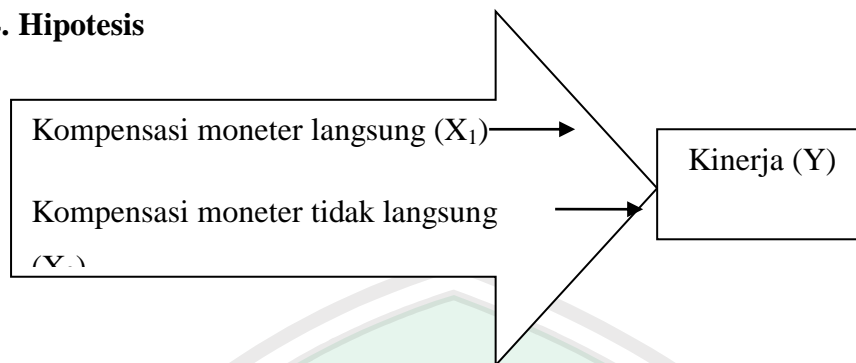 . Hipotesis
Kompensasi moneter langsung (X₁)
Kinerja (Y)
Kompensasi moneter tidak langsung